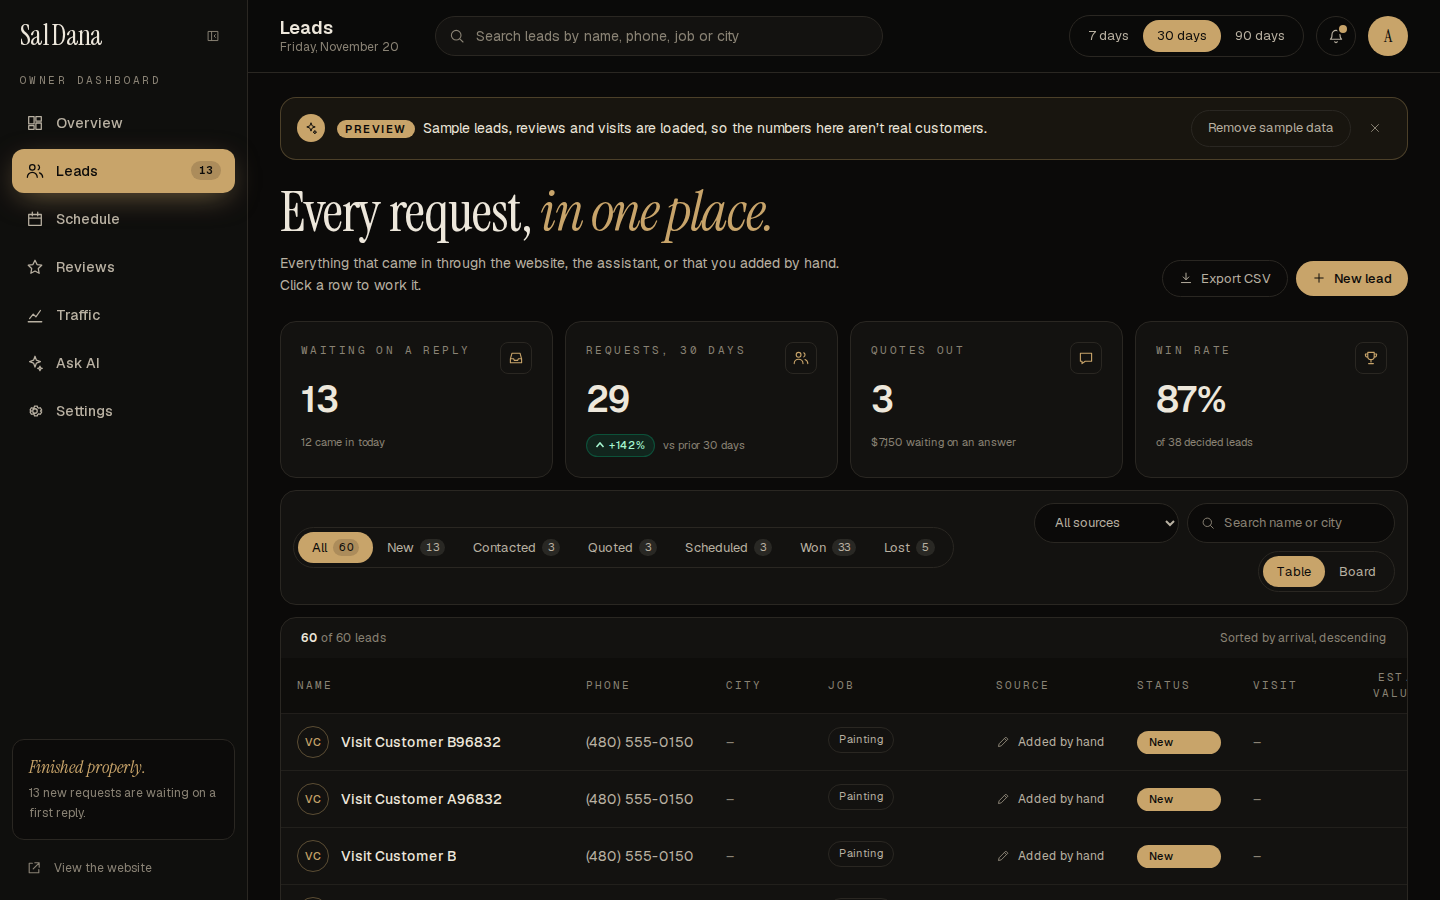 SalDana
OWNER DASHBOARD
Overview
Leads 13
Schedule
Reviews
Traffic
Ask AI
Settings
Finished properly.
13 new requests are waiting on a
first reply.
View the website
Leads
Friday, November 20
Search leads by name, phone, job or city
7 days 30 days 90 days
A
PREVIEW Sample leads, reviews and visits are loaded, so the numbers here aren't real customers.
Remove sample data
Every request, in one place.
Everything that came in through the website, the assistant, or that you added by hand.
Click a row to work it.
Export CSV
New lead
WAITING ON A REPLY
13
12 came in today
REQUESTS, 30 DAYS
29
+142% vs prior 30 days
QUOTES OUT
3
$7,150 waiting on an answer
WIN RATE
87%
of 38 decided leads
All 60 New 13 Contacted 3 Quoted 3 Scheduled 3 Won 33 Lost 5
All sources
Search name or city
Table Board
60 of 60 leads
Sorted by arrival, descending
NAME PHONE CITY JOB SOURCE STATUS VISIT EST.
VALU
VC Visit Customer B96832 (480) 555-0150 – Painting Added by hand New –
VC Visit Customer A96832 (480) 555-0150 – Painting Added by hand New –
VC Visit Customer B (480) 555-0150 – Painting Added by hand New –